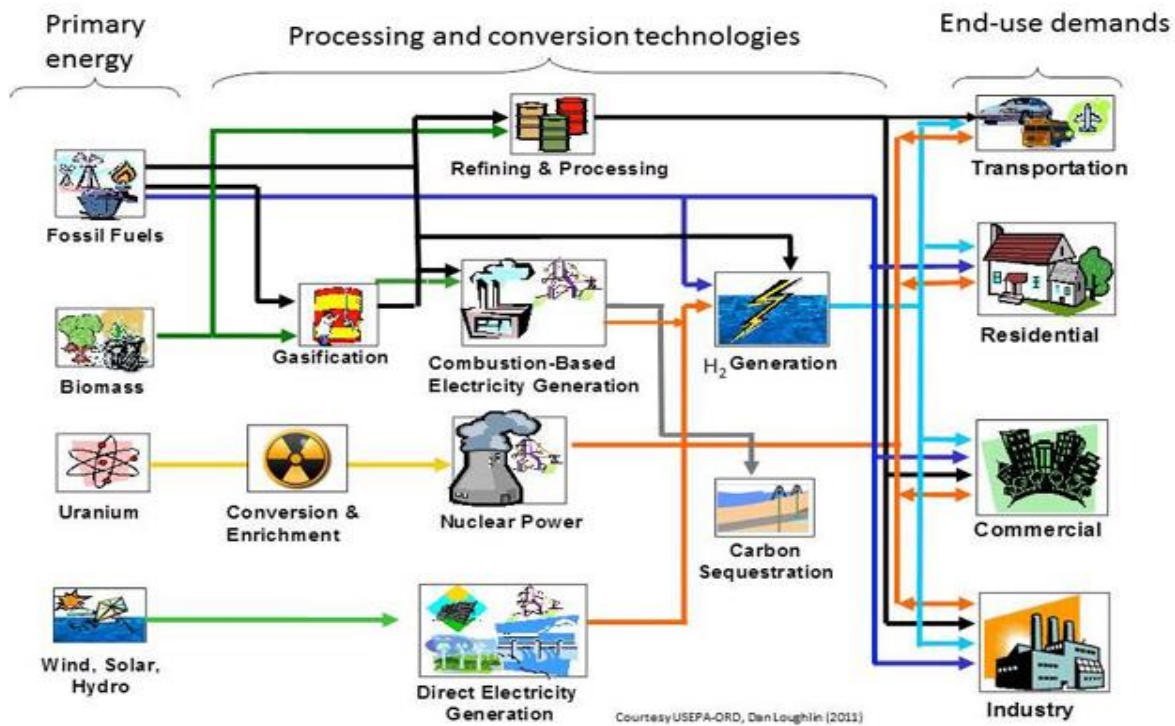 Primary
energy
Processing and conversion technologies
End-use demands
Refining & Processing
Transportation
Fossil Fuels
Gasification
Combustion-Based
Electricity Generation
H₂ Generation
Residential
Biomass
Uranium
Conversion &
Enrichment
Nuclear Power
Carbon
Sequestration
Commercial
Wind, Solar,
Hydro
Direct Electricity
Generation
Industry
Courtesy USEPA-ORD, Dan Loughlin (2011)